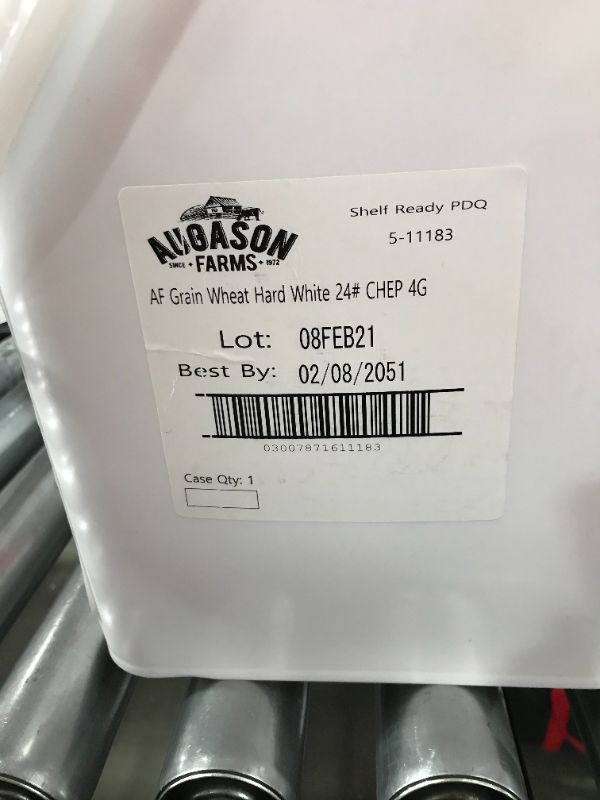 AUGASON
SINCE FARMS 1972
Shelf Ready PDQ
5-11183
AF Grain Wheat Hard White 24# CHEP 4G
Lot: 08FEB21
Best By: 02/08/2051
03007871611183
Case Qty: 1